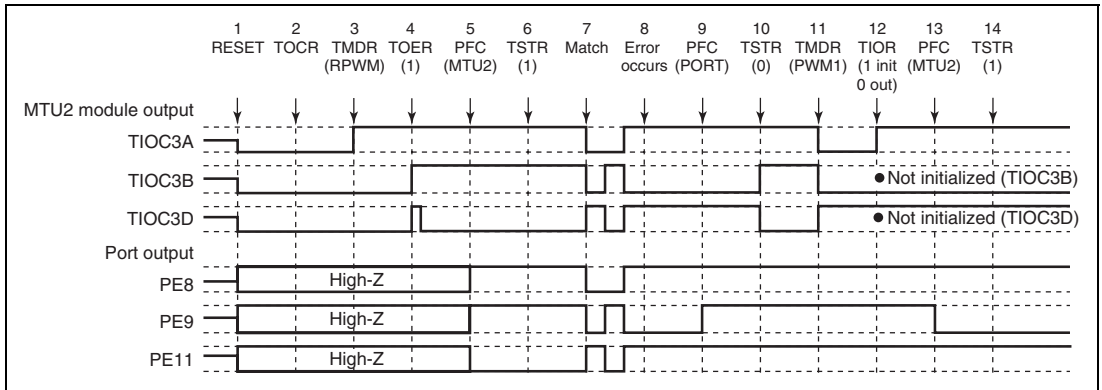 1 2 3 4 5 6 7 8 9 10 11 12 13 14
RESET TOCR TMDR TOER PFC TSTR Match Error PFC TSTR TMDR TIOR PFC TSTR
(RPWM) (1) (MTU2) (1) occurs (PORT) (0) (PWM1) (1 init (MTU2) (1)
0 out)
MTU2 module output
TIOC3A
TIOC3B ● Not initialized (TIOC3B)
TIOC3D ● Not initialized (TIOC3D)
Port output
PE8 High-Z
PE9 High-Z
PE11 High-Z